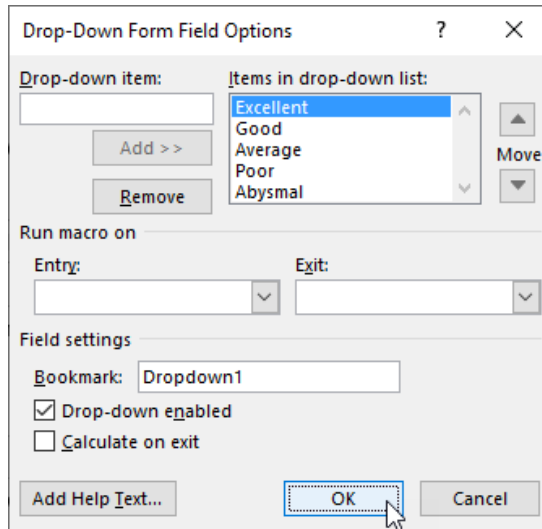 Drop-Down Form Field Options ?
Drop-down item:
Items in drop-down list:
Add >>
Remove
Excellent
Good
Average
Poor
Abysmal
Move
Run macro on
Entry:
Exit:
Field settings
Bookmark: Dropdown1
Drop-down enabled
Calculate on exit
Add Help Text... OK Cancel